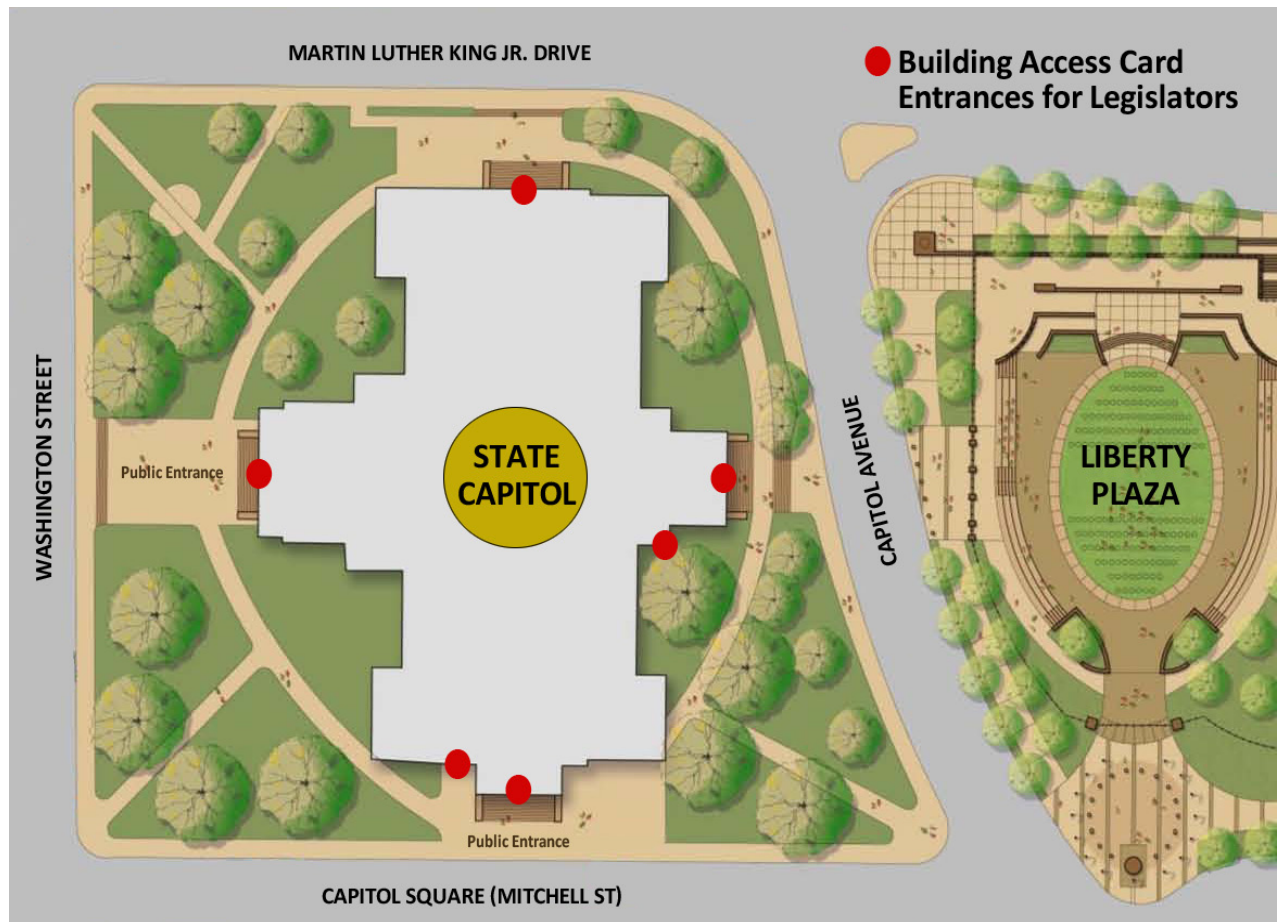 MARTIN LUTHER KING JR. DRIVE
Building Access Card
Entrances for Legislators
WASHINGTON STREET
Public Entrance
STATE
CAPITOL
CAPITOL AVENUE
LIBERTY
PLAZA
Public Entrance
CAPITOL SQUARE (MITCHELL ST)